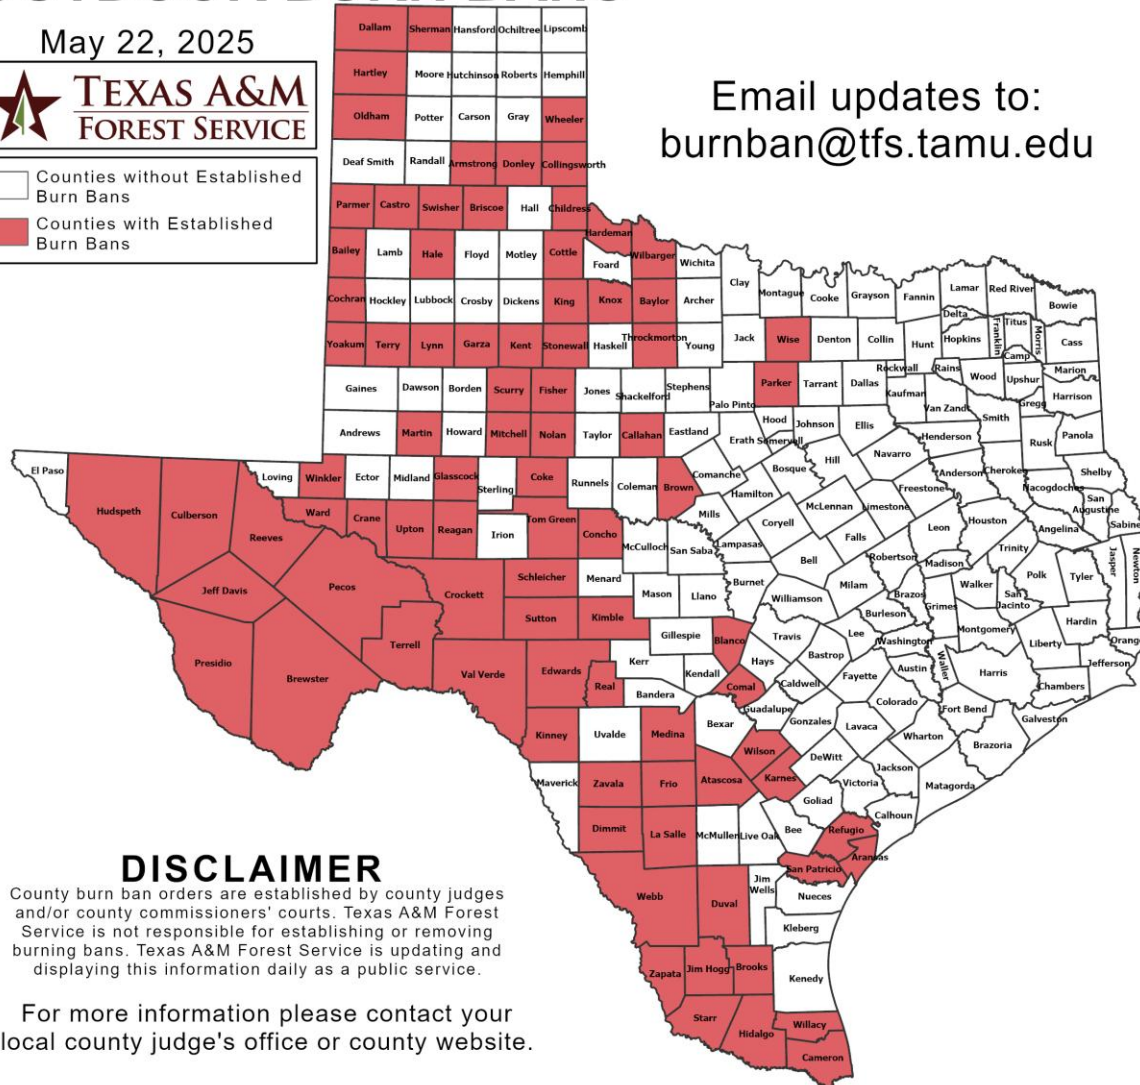 May 22, 2025
TEXAS A&M
FOREST SERVICE
Counties without Established
Burn Bans
Counties with Established
Burn Bans
Email updates to:
burnban@tfs.tamu.edu
Dallam Sherman Hansford Ochiltree Lipscomb
Hartley Moore Hutchinson Roberts Hemphill
Oldham Potter Carson Gray Wheeler
Deaf Smith Randall Armstrong Donley Collingsworth
Parmer Castro Swisher Briscoe Hall Childress
Hardeman
Bailey Lamb Hale Floyd Motley Cottle Foard Wilbarger Wichita
Clay Montague Cooke Grayson Fannin Lamar Red River Bowie
Cochran Hockley Lubbock Crosby Dickens King Knox Baylor Archer
Delta Franklin Titus Morris Cass
Yoakum Terry Lynn Garza Kent Stonewall Haskell Throckmorton Young Jack Wise Denton Collin Hunt Hopkins
Camp
Rockwall Rains Wood Upshur Marion
Gaines Dawson Borden Scurry Fisher Jones Shackelford Stephens Palo Pinto Parker Tarrant Dallas Kaufman Van Zandt Gregg Harrison
Andrews Martin Howard Mitchell Nolan Taylor Callahan Eastland Erath Hood Somervell Johnson Ellis Henderson Smith Rusk Panola
El Paso Hudspeth Culberson Reeves Loving Winkler Ector Midland Glasscock Sterling Coke Runnels Coleman Brown Comanche Hamilton Bosque Hill Navarro Freestone Anderson Cherokee Nacogdoches Shelby
San
Augustine
Sabine
Ward Crane Upton Reagan Irion Tom Green Concho McCulloch San Saba Mills Lampasas Coryell McLennan Limestone Falls Leon Houston Angelina
Trinity
Jasper
Newton
Jeff Davis Pecos Crockett Schleicher Menard Mason Llano Burnet Bell Milam Robertson Madison Walker Polk Tyler
San
Jacinto
Presidio Brewster Terrell Sutton Kimble Gillespie Blanco Williamson Travis Burleson Brazos Grimes Montgomery Liberty Hardin Orange
Val Verde Edwards Real Kerr Kendall Bandera Comal Hays Bastrop Lee Washington Waller Harris Jefferson
Caldwell Fayette Austin Chambers
Kinney Uvalde Medina Bexar Guadalupe Gonzales Lavaca Colorado Fort Bend Galveston
Wilson DeWitt Wharton Brazoria
Maverick Zavala Frio Atascosa Karnes Goliad Victoria Jackson Matagorda
Dimmit La Salle McMullen Live Oak Bee Refugio Calhoun
Aransas
San Patricio
Webb Duval
Jim
Wells
Nueces
Kleberg
Zapata Jim Hogg Brooks Kenedy
Starr Hidalgo Willacy
Cameron
DISCLAIMER
County burn ban orders are established by county judges
and/or county commissioners' courts. Texas A&M Forest
Service is not responsible for establishing or removing
burning bans. Texas A&M Forest Service is updating and
displaying this information daily as a public service.
For more information please contact your
local county judge's office or county website.